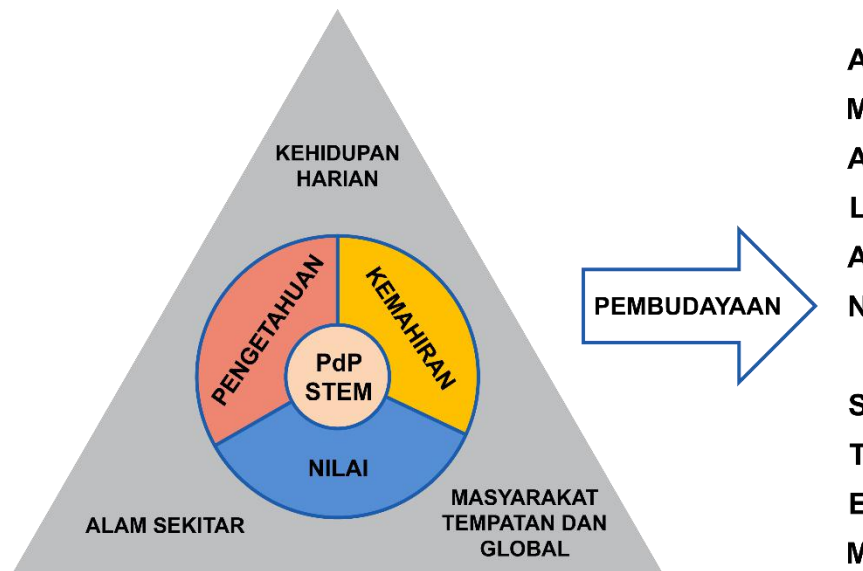 KEHIDUPAN
HARIAN
PENGETAHUAN
KEMAHIRAN
PdP
STEM
NILAI
ALAM SEKITAR
MASYARAKAT
TEMPATAN DAN
GLOBAL
PEMBUDAYAAN
A
M
A
L
A
N
S
T
E
M